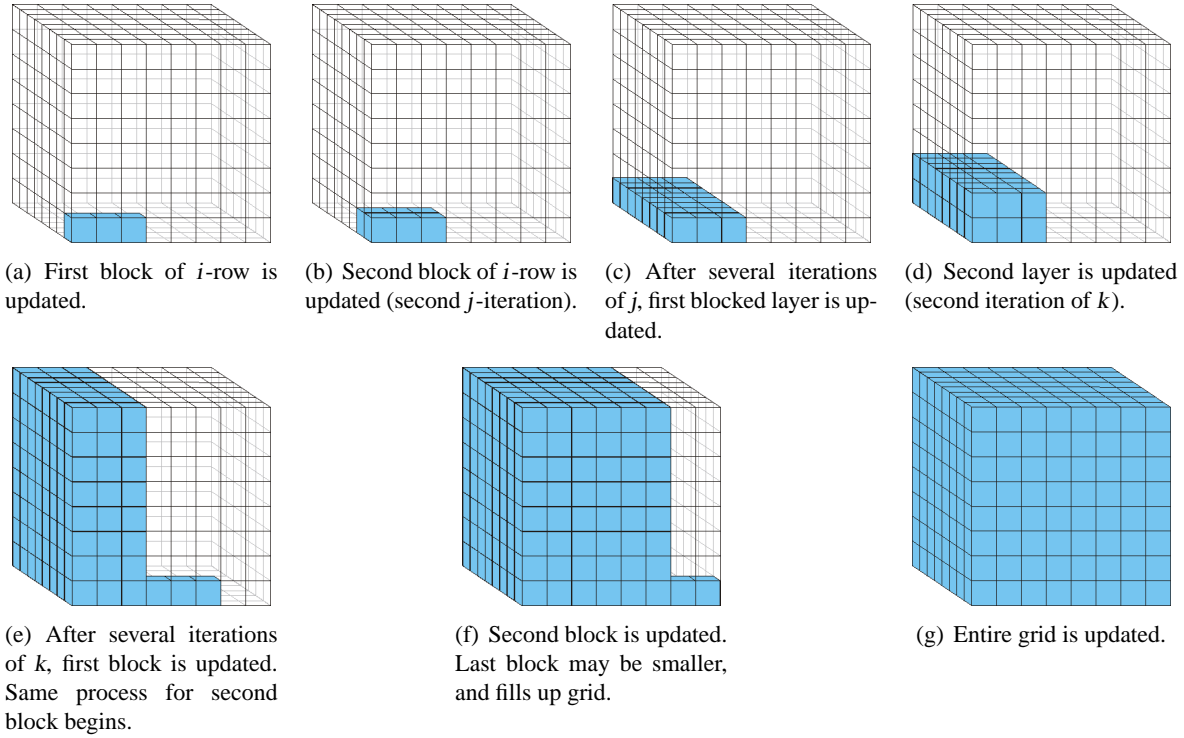 (a) First block of i-row is
updated.
(b) Second block of i-row is
updated (second j-iteration).
(c) After several iterations
of j, first blocked layer is up-
dated.
(d) Second layer is updated
(second iteration of k).
(e) After several iterations
of k, first block is updated.
Same process for second
block begins.
(f) Second block is updated.
Last block may be smaller,
and fills up grid.
(g) Entire grid is updated.